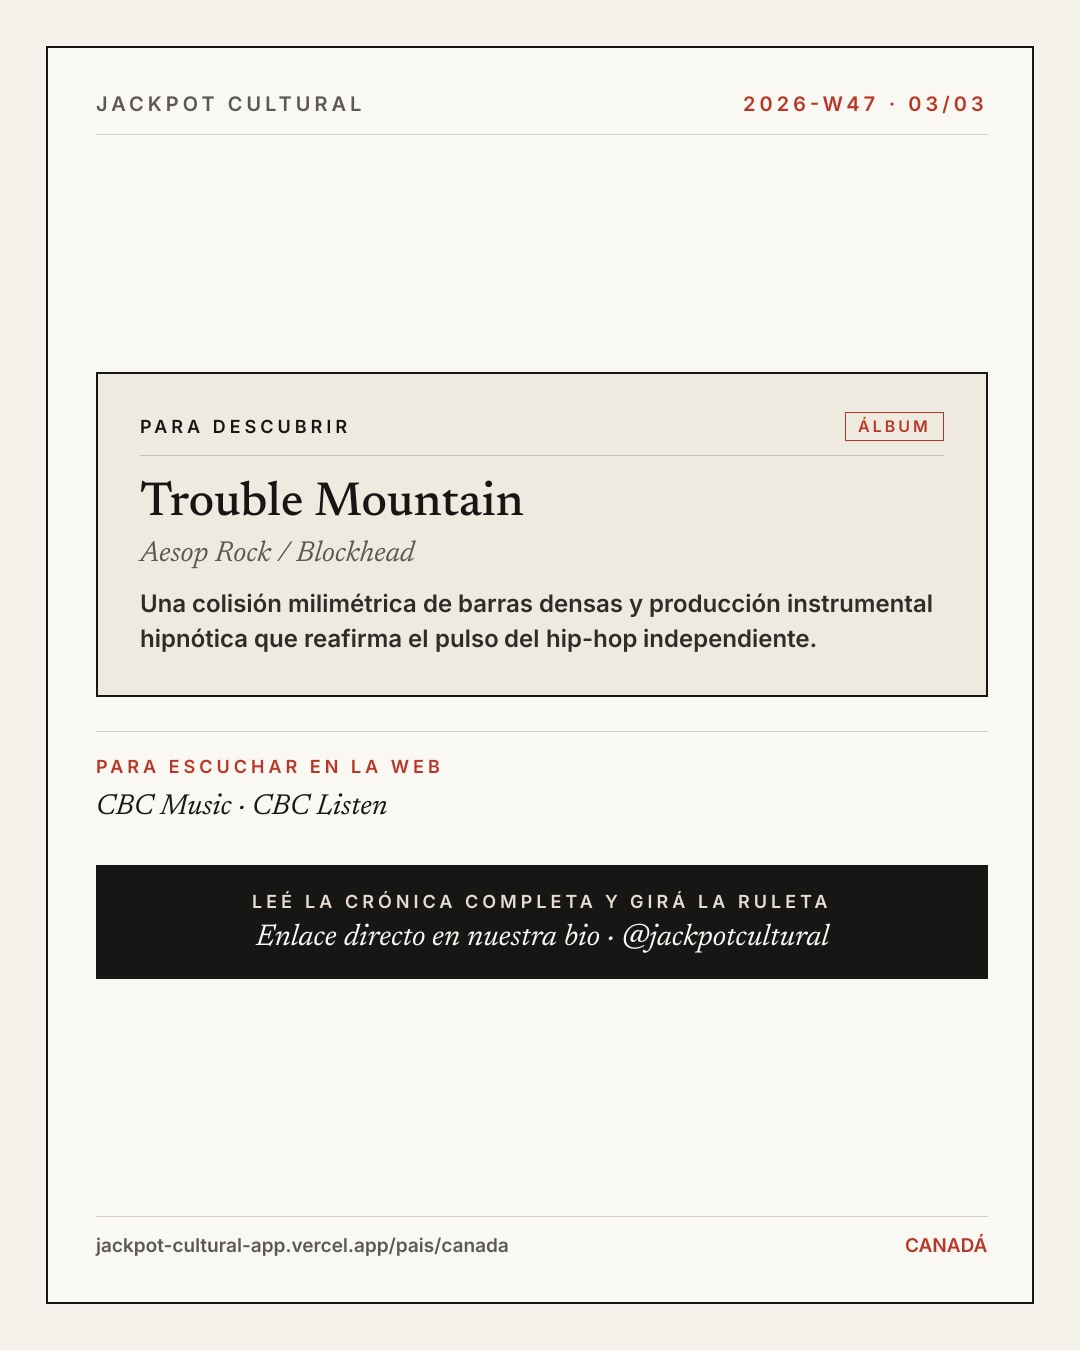 JACKPOT CULTURAL
2026-W47 · 03/03
PARA DESCUBRIR
ÁLBUM
Trouble Mountain
Aesop Rock / Blockhead
Una colisión milimétrica de barras densas y producción instrumental
hipnótica que reafirma el pulso del hip-hop independiente.
PARA ESCUCHAR EN LA WEB
CBC Music · CBC Listen
LEÉ LA CRÓNICA COMPLETA Y GIRÁ LA RULETA
Enlace directo en nuestra bio · @jackpotcultural
jackpot-cultural-app.vercel.app/pais/canada
CANADÁ